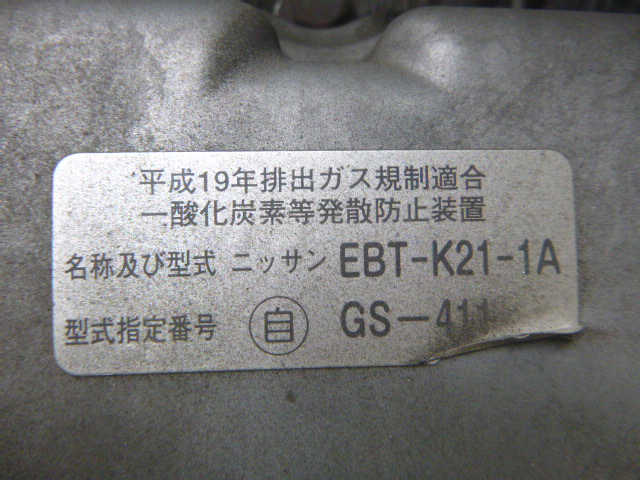 平成19年排出ガス規制適合
一酸化炭素等発散防止装置
名称及び型式 ニッサン EBT-K21-1A
型式指定番号 自 GS-411